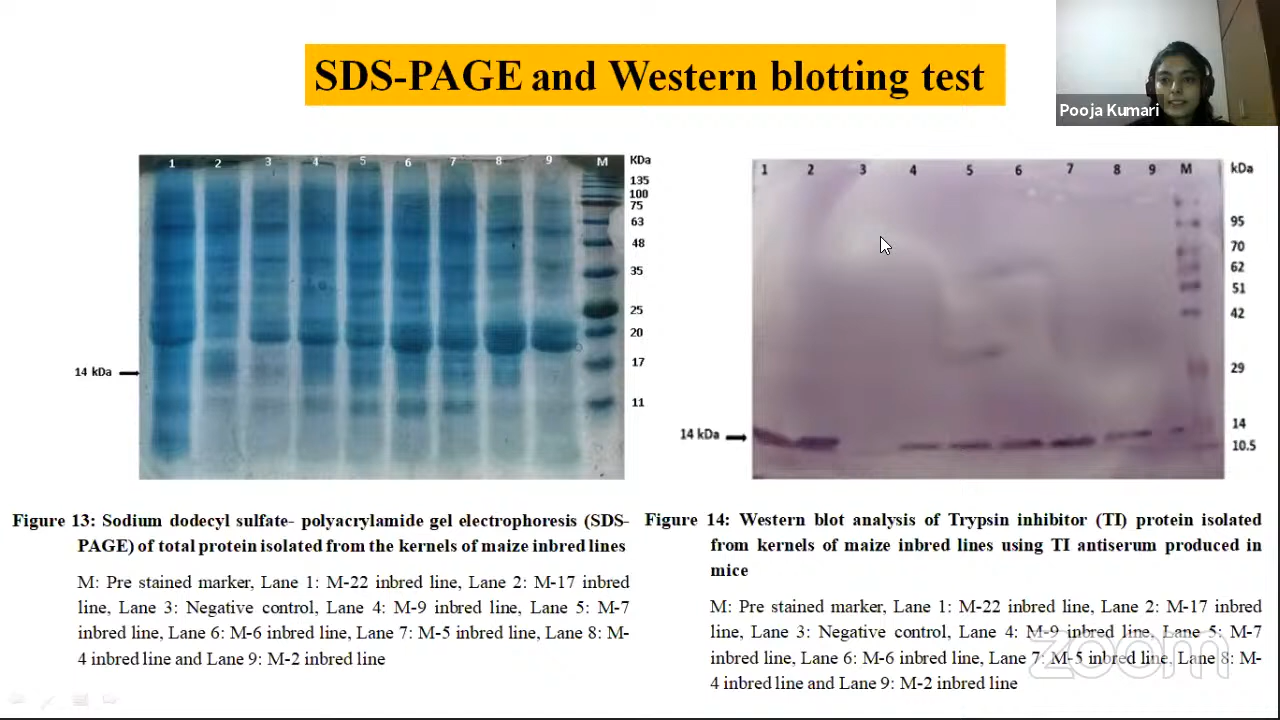 SDS-PAGE and Western blotting test
Pooja Kumari
1 2 3 4 5 6 7 8 9 M KDa
135
100
75
63
48
35
25
20
17
11
14 kDa
1 2 3 4 5 6 7 8 9 M kDa
95
70
62
51
42
29
14
10.5
14 kDa
Figure 13: Sodium dodecyl sulfate- polyacrylamide gel electrophoresis (SDS-
PAGE) of total protein isolated from the kernels of maize inbred lines
M: Pre stained marker, Lane 1: M-22 inbred line, Lane 2: M-17 inbred
line, Lane 3: Negative control, Lane 4: M-9 inbred line, Lane 5: M-7
inbred line, Lane 6: M-6 inbred line, Lane 7: M-5 inbred line, Lane 8: M-
4 inbred line and Lane 9: M-2 inbred line
Figure 14: Western blot analysis of Trypsin inhibitor (TI) protein isolated
from kernels of maize inbred lines using TI antiserum produced in
mice
M: Pre stained marker, Lane 1: M-22 inbred line, Lane 2: M-17 inbred
line, Lane 3: Negative control, Lane 4: M-9 inbred line, Lane 5: M-7
inbred line, Lane 6: M-6 inbred line, Lane 7: M-5 inbred line, Lane 8: M-
4 inbred line and Lane 9: M-2 inbred line
zoom